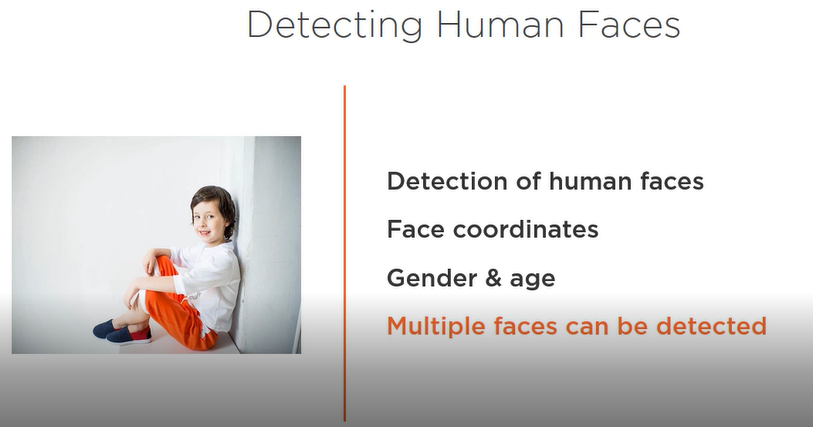 Detecting Human Faces
Detection of human faces
Face coordinates
Gender & age
Multiple faces can be detected